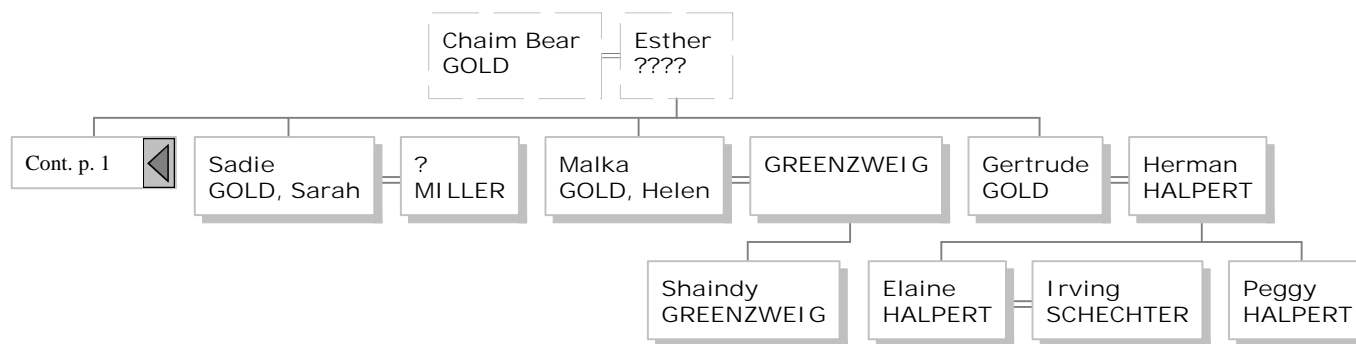 Chaim Bear
GOLD
Esther
????
Cont. p. 1
Sadie
GOLD, Sarah
?
MILLER
Malka
GOLD, Helen
GREENZWEIG
Gertrude
GOLD
Herman
HALPERT
Shaindy
GREENZWEIG
Elaine
HALPERT
Irving
SCHECHTER
Peggy
HALPERT